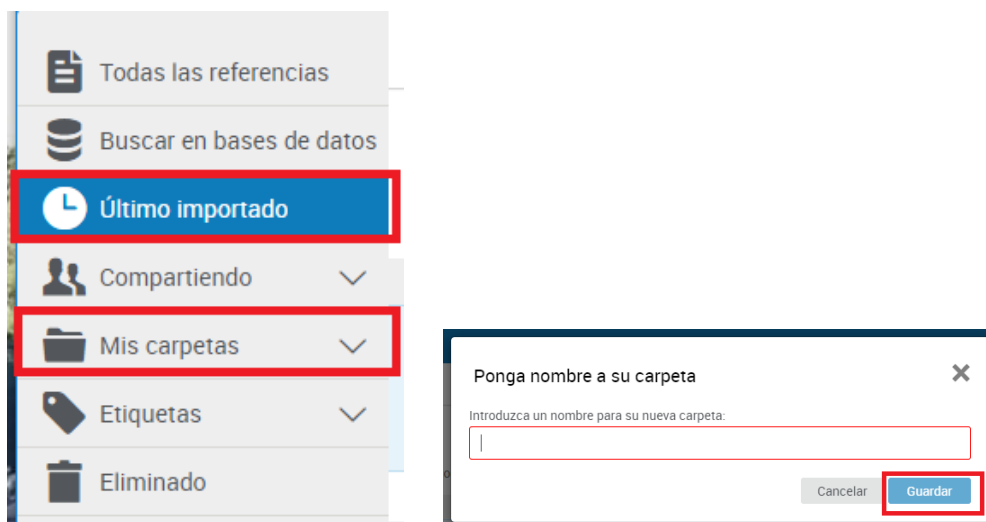 Todas las referencias
Buscar en bases de datos
Último importado
Compartiendo
Mis carpetas
Etiquetas
Eliminado
Ponga nombre a su carpeta
Introduzca un nombre para su nueva carpeta:
Cancelar Guardar